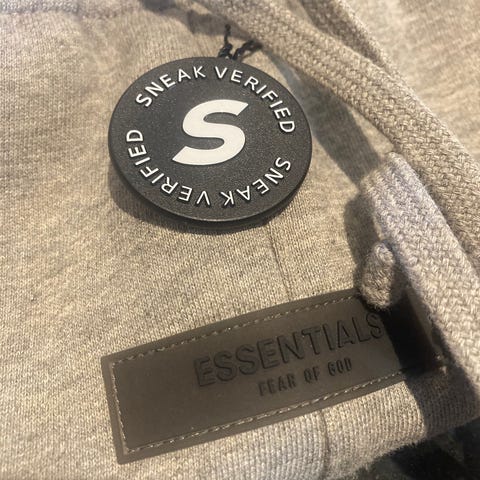 SNEAK VERIFIED
S
SNEAK VERIFIED
ESSENTIALS
FEAR OF GOD